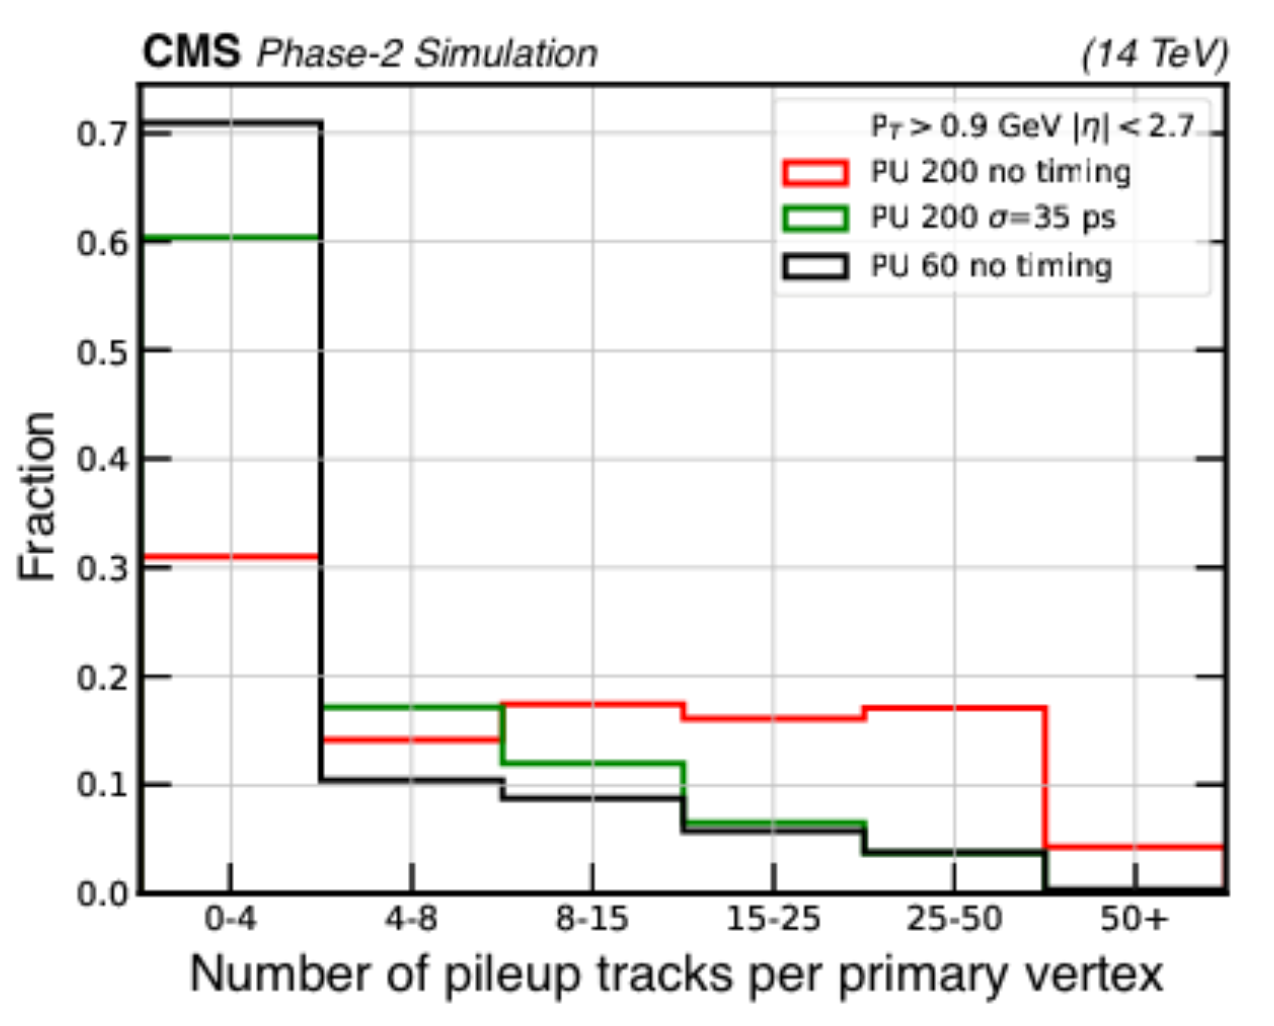 CMS Phase-2 Simulation (14 TeV)
P_T > 0.9 GeV |η| < 2.7
PU 200 no timing
PU 200 σ=35 ps
PU 60 no timing
Fraction
0.7
0.6
0.5
0.4
0.3
0.2
0.1
0.0
0-4 4-8 8-15 15-25 25-50 50+
Number of pileup tracks per primary vertex